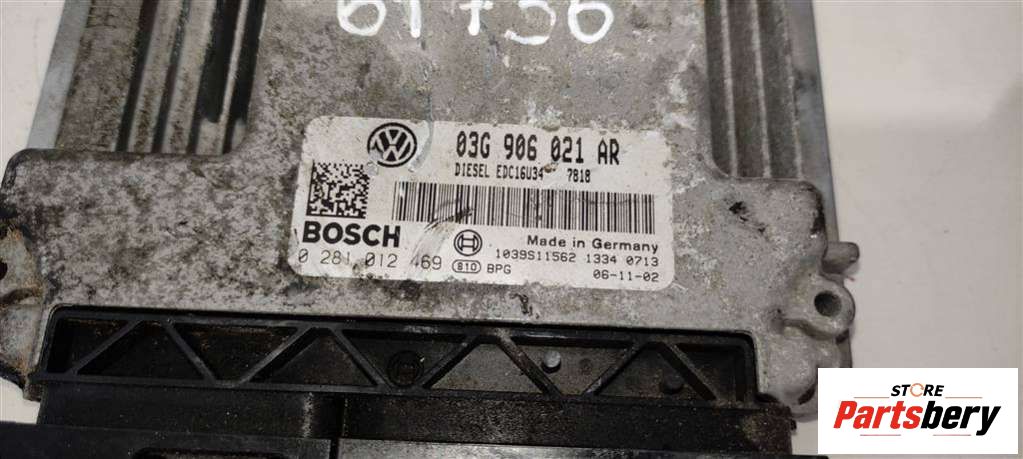 61736
03G 906 021 AR
DIESEL EDC16U34 7818
BOSCH
Made in Germany
1039S11562 1334 0713
0 281 012 469 610 BPG 06-11-02
STORE
Partsbery